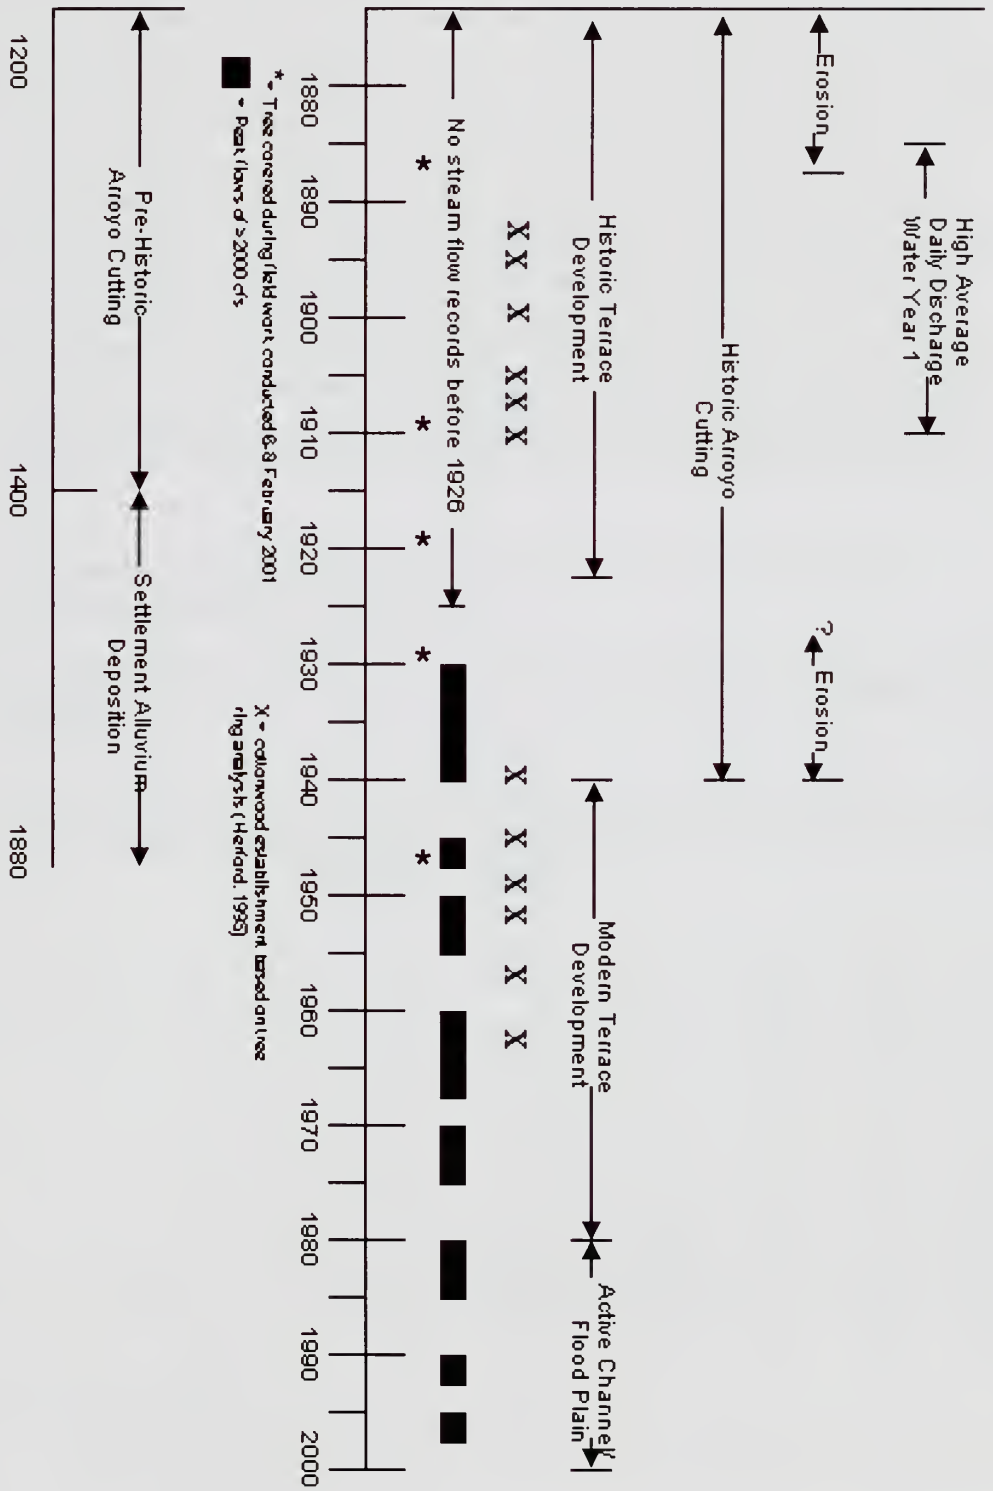 High Average
Daily Discharge
Water Year 1
Erosion
? Erosion
Historic Arroyo
Cutting
Historic Terrace
Development
Modern Terrace
Development
Active Channel/
Flood Plain
X X X X X X X X X X X X
No stream flow records before 1926
* * * * *
1880 1890 1900 1910 1920 1930 1940 1950 1960 1970 1980 1990 2000
* = Tree corered during field work conducted 6-8 February 2001
= Peak flows of >2000 cfs
X = cottonwood establishment based on tree
ring analysis (Hereford, 1995)
Pre-Historic
Arroyo Cutting
Settlement Alluvium
Deposition
1200 1400 1880